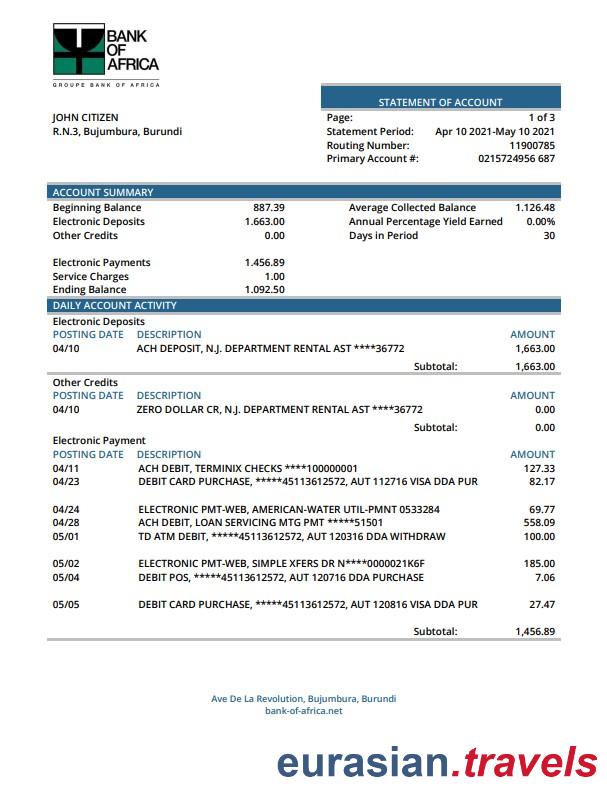 BANK
OF
AFRICA
GROUPE BANK OF AFRICA
STATEMENT OF ACCOUNT
JOHN CITIZEN
R.N.3, Bujumbura, Burundi
Page: 1 of 3
Statement Period: Apr 10 2021-May 10 2021
Routing Number: 11900785
Primary Account #: 0215724956 687
ACCOUNT SUMMARY
Beginning Balance 887.39 Average Collected Balance 1.126.48
Electronic Deposits 1.663.00 Annual Percentage Yield Earned 0.00%
Other Credits 0.00 Days in Period 30
Electronic Payments 1.456.89
Service Charges 1.00
Ending Balance 1.092.50
DAILY ACCOUNT ACTIVITY
Electronic Deposits
POSTING DATE DESCRIPTION AMOUNT
04/10 ACH DEPOSIT, N.J. DEPARTMENT RENTAL AST ****36772 1,663.00
Subtotal: 1,663.00
Other Credits
POSTING DATE DESCRIPTION AMOUNT
04/10 ZERO DOLLAR CR, N.J. DEPARTMENT RENTAL AST ****36772 0.00
Subtotal: 0.00
Electronic Payment
POSTING DATE DESCRIPTION AMOUNT
04/11 ACH DEBIT, TERMINIX CHECKS ****100000001 127.33
04/23 DEBIT CARD PURCHASE, *****45113612572, AUT 112716 VISA DDA PUR 82.17
04/24 ELECTRONIC PMT-WEB, AMERICAN-WATER UTIL-PMNT 0533284 69.77
04/28 ACH DEBIT, LOAN SERVICING MTG PMT *****51501 558.09
05/01 TD ATM DEBIT, *****45113612572, AUT 120316 DDA WITHDRAW 100.00
05/02 ELECTRONIC PMT-WEB, SIMPLE XFERS DR N****0000021K6F 185.00
05/04 DEBIT POS, *****45113612572, AUT 120716 DDA PURCHASE 7.06
05/05 DEBIT CARD PURCHASE, *****45113612572, AUT 120816 VISA DDA PUR 27.47
Subtotal: 1,456.89
Ave De La Revolution, Bujumbura, Burundi
bank-of-africa.net
eurasian.travels